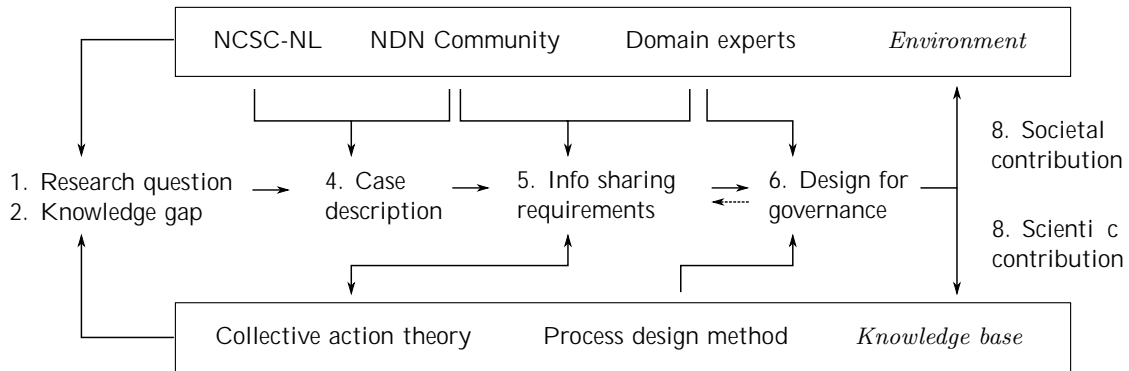 NCSC-NL NDN Community Domain experts Environment
8. Societal
contribution
1. Research question
2. Knowledge gap
4. Case
description
5. Info sharing
requirements
6. Design for
governance
8. Scienti c
contribution
Collective action theory Process design method Knowledge base